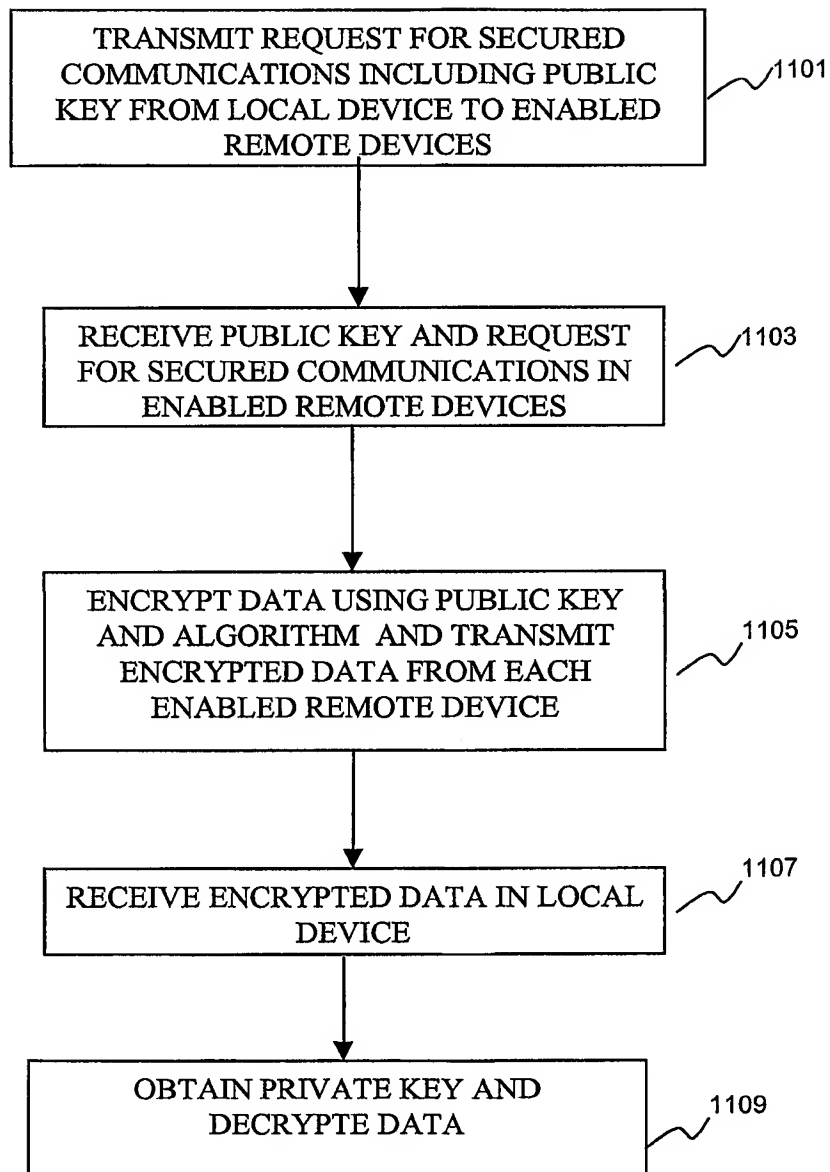 TRANSMIT REQUEST FOR SECURED
COMMUNICATIONS INCLUDING PUBLIC
KEY FROM LOCAL DEVICE TO ENABLED
REMOTE DEVICES
1101
RECEIVE PUBLIC KEY AND REQUEST
FOR SECURED COMMUNICATIONS IN
ENABLED REMOTE DEVICES
1103
ENCRYPT DATA USING PUBLIC KEY
AND ALGORITHM AND TRANSMIT
ENCRYPTED DATA FROM EACH
ENABLED REMOTE DEVICE
1105
RECEIVE ENCRYPTED DATA IN LOCAL
DEVICE
1107
OBTAIN PRIVATE KEY AND
DECRYPTE DATA
1109